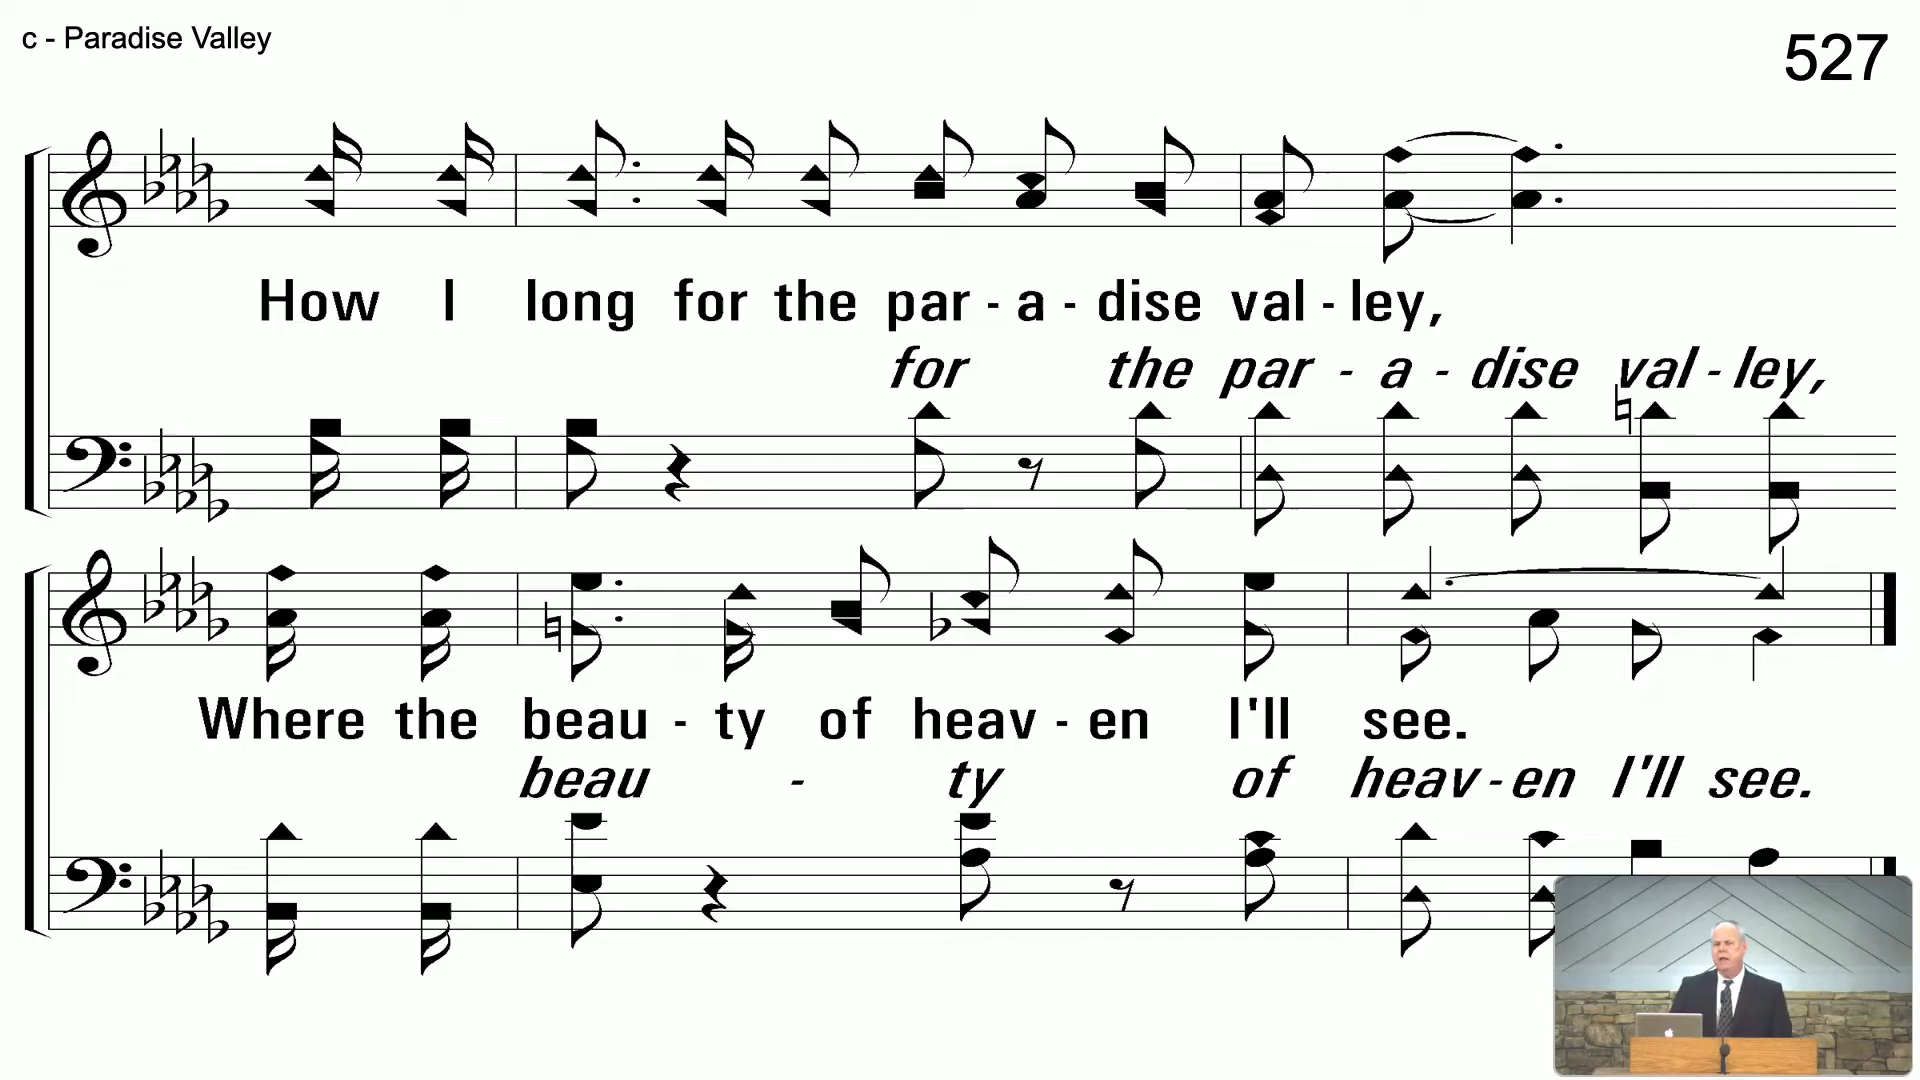 c - Paradise Valley
527
How I long for the par - a - dise val - ley,
for the par - a - dise val - ley,
Where the beau - ty of heav - en I'll see.
beau - ty of heav - en I'll see.